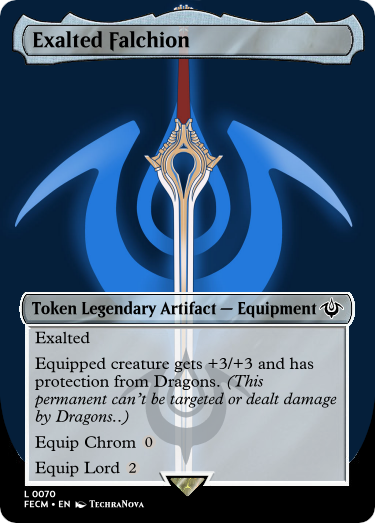 Exalted Falchion
Token Legendary Artifact — Equipment
Exalted
Equipped creature gets +3/+3 and has
protection from Dragons. (This
permanent can't be targeted or dealt damage
by Dragons..)
Equip Chrom 0
Equip Lord 2
L 0070
FECM • EN TechraNova